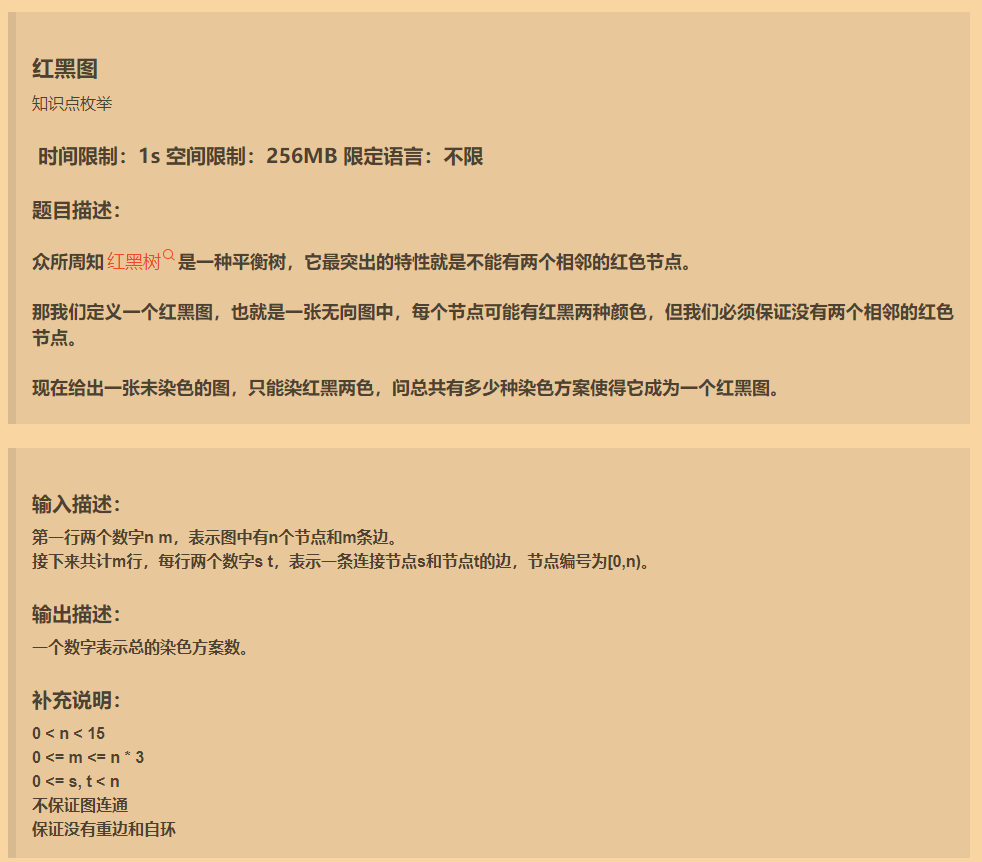 红黑图
知识点枚举
时间限制：1s 空间限制：256MB 限定语言：不限
题目描述：
众所周知红黑树是一种平衡树，它最突出的特性就是不能有两个相邻的红色节点。
那我们定义一个红黑图，也就是一张无向图中，每个节点可能有红黑两种颜色，但我们必须保证没有两个相邻的红色
节点。
现在给出一张未染色的图，只能染红黑两色，问总共有多少种染色方案使得它成为一个红黑图。
输入描述：
第一行两个数字n m，表示图中有n个节点和m条边。
接下来共计m行，每行两个数字s t，表示一条连接节点s和节点t的边，节点编号为[0,n)。
输出描述：
一个数字表示总的染色方案数。
补充说明：
0 < n < 15
0 <= m <= n * 3
0 <= s, t < n
不保证图连通
保证没有重边和自环